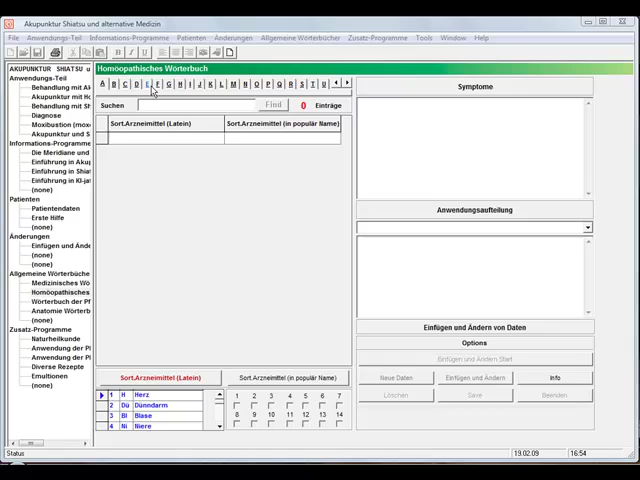 Akupunktur Shiatsu und alternative Medizin
File Anwendungs-Teil Informations-Programme Patienten Änderungen Allgemeine Wörterbücher Zusatz-Programme Tools Window Help
B I U
AKUPUNKTUR SHIATSU u
Anwendungs-Teil
Behandlung mit Al
Akupunktur mit Ho
Behandlung mit Sh
Diagnose
Moxibustion (mox
Akupunktur und S
Informations-Programme
Die Meridiane und
Einführung in Aku
Einführung in Shia
Einführung in KI-ja
(none)
Patienten
Patientendaten
Erste Hilfe
(none)
Änderungen
Einfügen und Ände
(none)
(none)
Allgemeine Wörterbüche
Medizinisches Wö
Homöopathisches
Wörterbuch der Pf
Anatomie Wörterb
(none)
Zusatz-Programme
Naturheilkunde
Anwendung der Pf
Anwendung der Pf
Diverse Rezepte
Emultionen
(none)
Homöopathisches Wörterbuch
A B C D E F G H I J K L M N O P Q R S T U
Suchen Find 0 Einträge
Sort.Arzneimittel (Latein) Sort.Arzneimittel (in populär Name)
Sort.Arzneimittel (Latein) Sort.Arzneimittel (in populär Name)
1 H Herz
2 Dü Dünndarm
3 Bl Blase
4 Ni Niere
1 2 3 4 5 6 7
8 9 10 11 12 13 14
Symptome
Anwendungsaufteilung
Einfügen und Ändern von Daten
Options
Einfügen und Ändern Start
Neue Daten Einfügen und Ändern Info
Löschen Save Beenden
Status 19.02.09 16:54